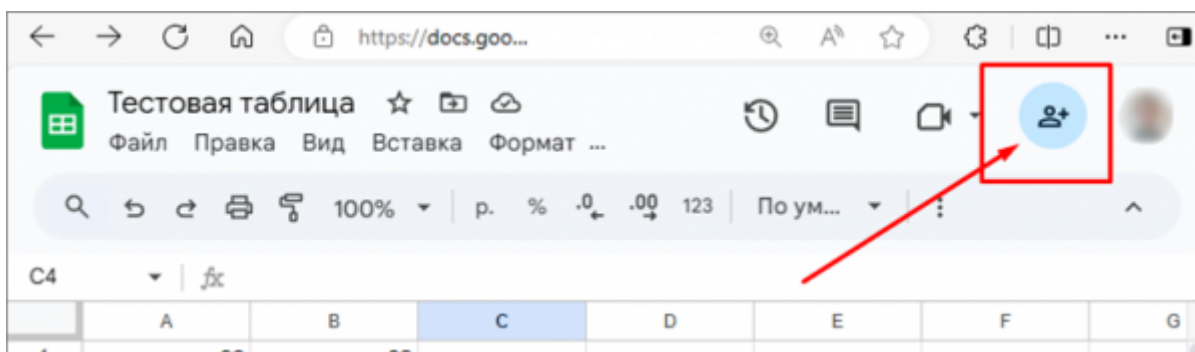 https://docs.goo...
Тестовая таблица
Файл Правка Вид Вставка Формат ...
100% р. % .0 .00 123 По ум...
C4 fx
A B C D E F G